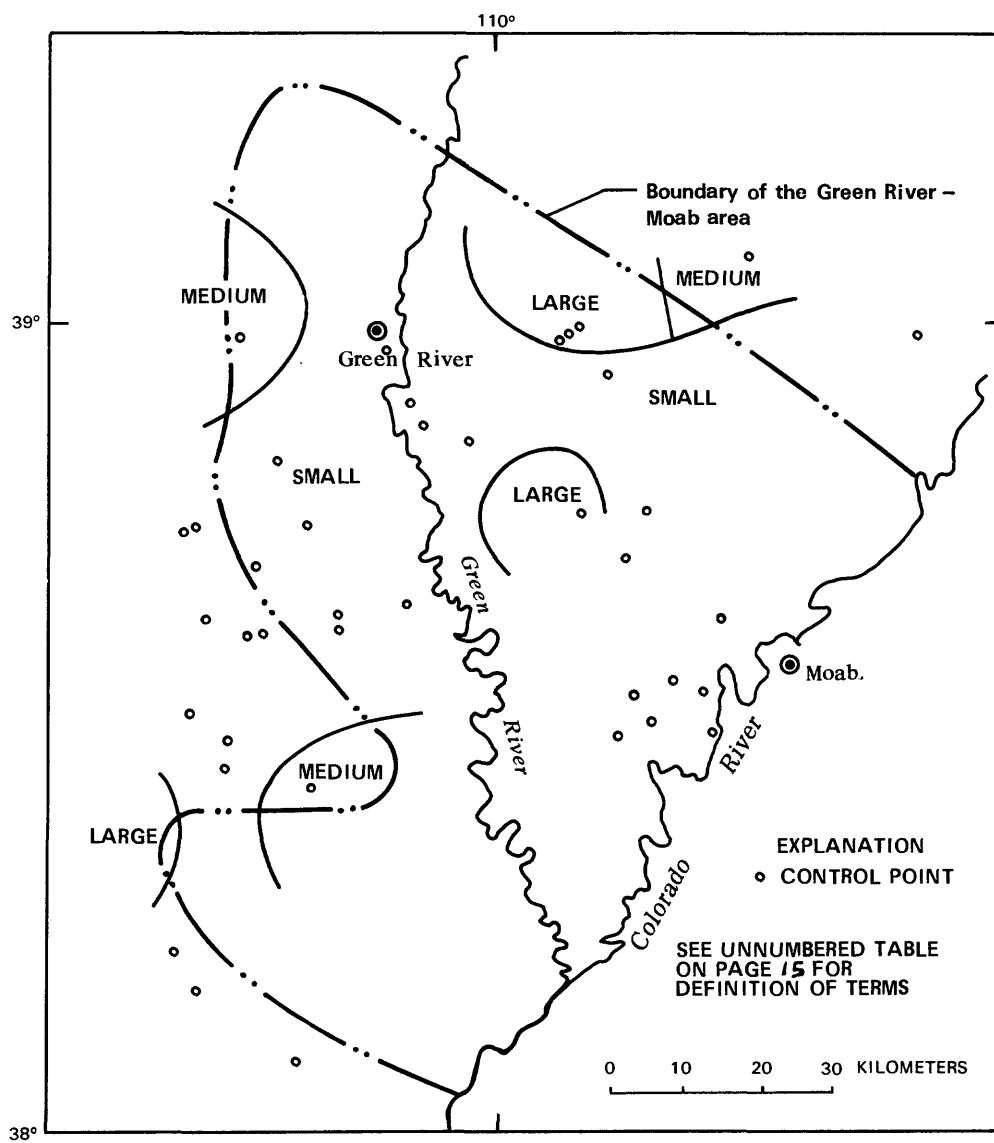 110°
Boundary of the Green River –
Moab area
MEDIUM
MEDIUM
LARGE
39°
Green River
SMALL
SMALL
LARGE
Green
River
Moab.
River
MEDIUM
LARGE
Colorado
EXPLANATION
CONTROL POINT
SEE UNNUMBERED TABLE
ON PAGE 15 FOR
DEFINITION OF TERMS
0 10 20 30 KILOMETERS
38°